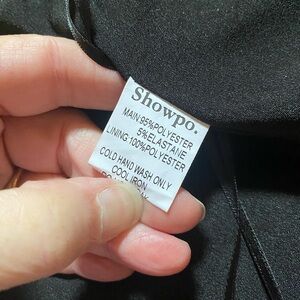 Showpo.
MAIN:95%POLYESTER
5%ELASTANE
LINING:100%POLYESTER
COLD HAND WASH ONLY
COOL IRON